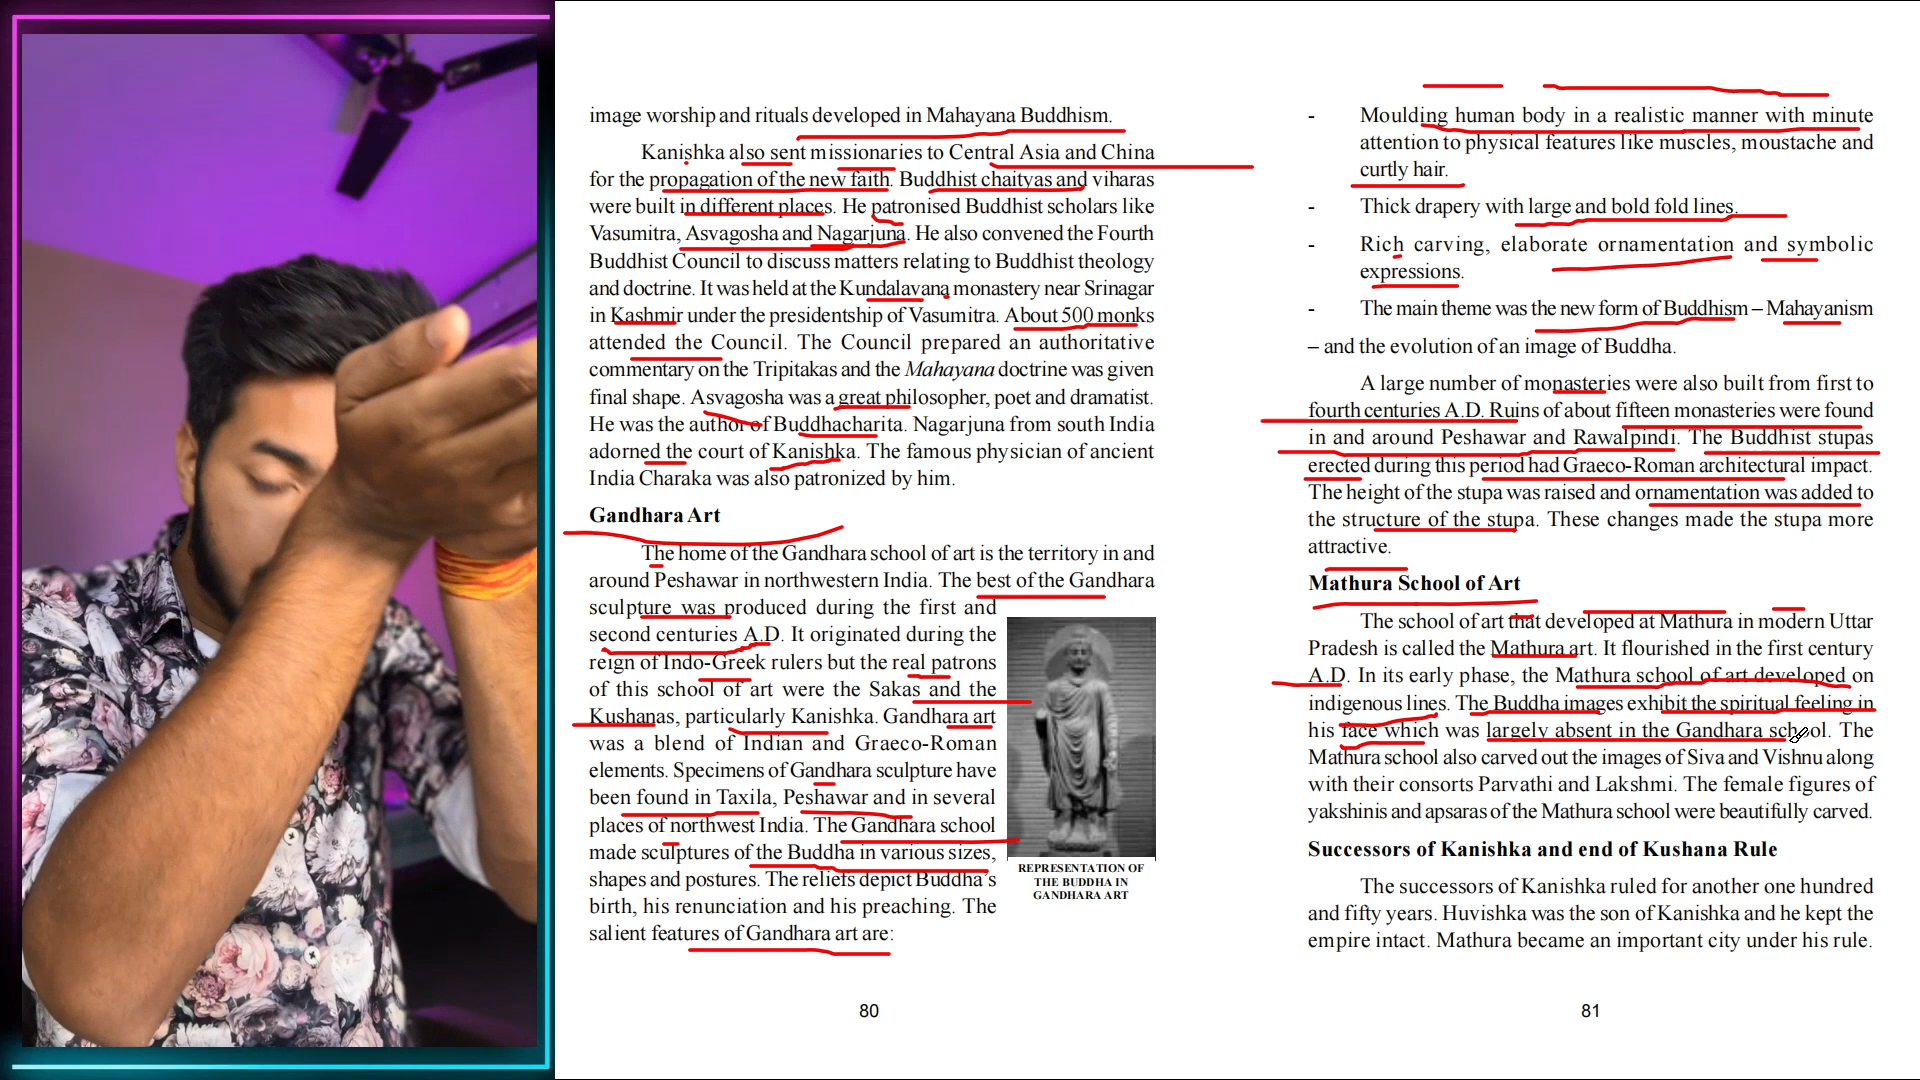 image worship and rituals developed in Mahayana Buddhism.
Kanishka also sent missionaries to Central Asia and China
for the propagation of the new faith. Buddhist chaityas and viharas
were built in different places. He patronised Buddhist scholars like
Vasumitra, Asvagosha and Nagarjuna. He also convened the Fourth
Buddhist Council to discuss matters relating to Buddhist theology
and doctrine. It was held at the Kundalavana monastery near Srinagar
in Kashmir under the presidentship of Vasumitra. About 500 monks
attended the Council. The Council prepared an authoritative
commentary on the Tripitakas and the Mahayana doctrine was given
final shape. Asvagosha was a great philosopher, poet and dramatist.
He was the author of Buddhacharita. Nagarjuna from south India
adorned the court of Kanishka. The famous physician of ancient
India Charaka was also patronized by him.
Gandhara Art
The home of the Gandhara school of art is the territory in and
around Peshawar in northwestern India. The best of the Gandhara
sculpture was produced during the first and
second centuries A.D. It originated during the
reign of Indo-Greek rulers but the real patrons
of this school of art were the Sakas and the
Kushanas, particularly Kanishka. Gandhara art
was a blend of Indian and Graeco-Roman
elements. Specimens of Gandhara sculpture have
been found in Taxila, Peshawar and in several
places of northwest India. The Gandhara school
made sculptures of the Buddha in various sizes,
shapes and postures. The reliefs depict Buddha's
birth, his renunciation and his preaching. The
salient features of Gandhara art are:
REPRESENTATION OF
THE BUDDHA IN
GANDHARA ART
80
- Moulding human body in a realistic manner with minute
attention to physical features like muscles, moustache and
curtly hair.
- Thick drapery with large and bold fold lines.
- Rich carving, elaborate ornamentation and symbolic
expressions.
- The main theme was the new form of Buddhism – Mahayanism
– and the evolution of an image of Buddha.
A large number of monasteries were also built from first to
fourth centuries A.D. Ruins of about fifteen monasteries were found
in and around Peshawar and Rawalpindi. The Buddhist stupas
erected during this period had Graeco-Roman architectural impact.
The height of the stupa was raised and ornamentation was added to
the structure of the stupa. These changes made the stupa more
attractive.
Mathura School of Art
The school of art that developed at Mathura in modern Uttar
Pradesh is called the Mathura art. It flourished in the first century
A.D. In its early phase, the Mathura school of art developed on
indigenous lines. The Buddha images exhibit the spiritual feeling in
his face which was largely absent in the Gandhara school. The
Mathura school also carved out the images of Siva and Vishnu along
with their consorts Parvathi and Lakshmi. The female figures of
yakshinis and apsaras of the Mathura school were beautifully carved.
Successors of Kanishka and end of Kushana Rule
The successors of Kanishka ruled for another one hundred
and fifty years. Huvishka was the son of Kanishka and he kept the
empire intact. Mathura became an important city under his rule.
81